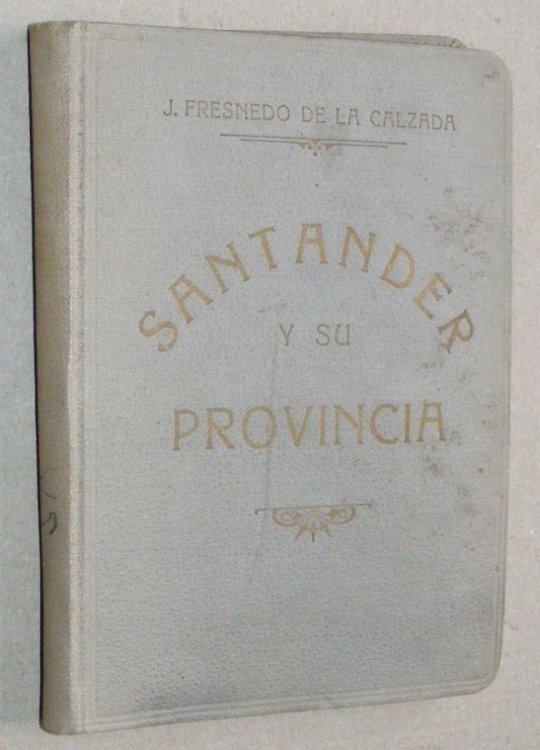 J. FRESNEDO DE LA CALZADA
SANTANDER
Y SU
PROVINCIA